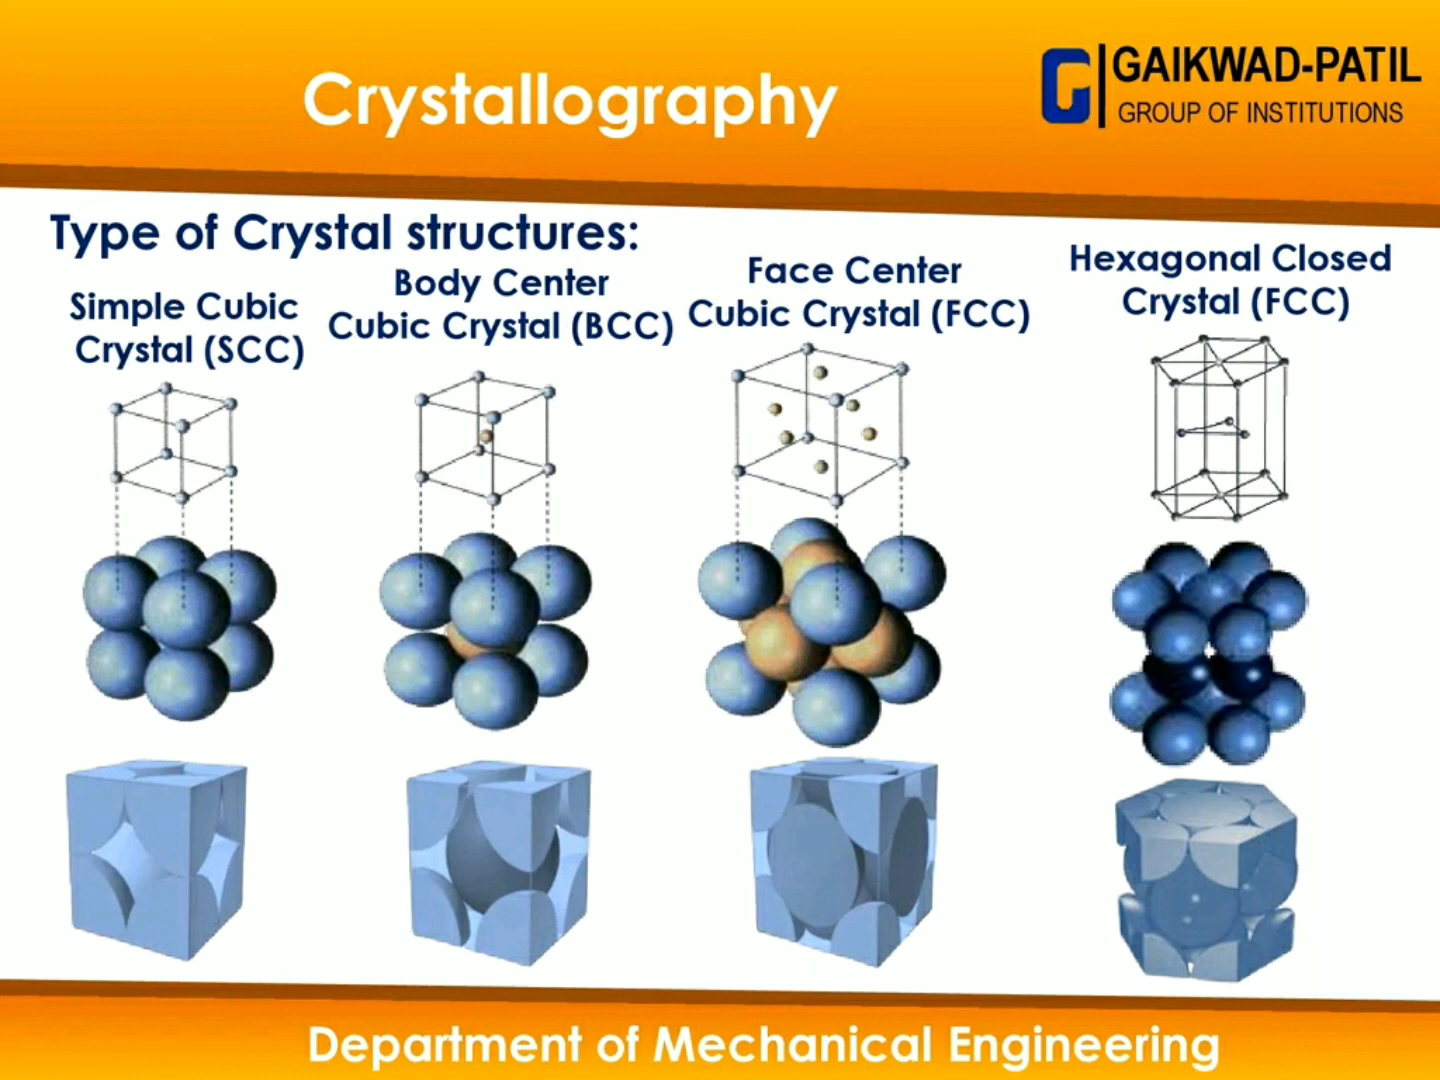 Crystallography
GAIKWAD-PATIL
GROUP OF INSTITUTIONS
Type of Crystal structures:
Simple Cubic
Crystal (SCC)
Body Center
Cubic Crystal (BCC)
Face Center
Cubic Crystal (FCC)
Hexagonal Closed
Crystal (FCC)
Department of Mechanical Engineering